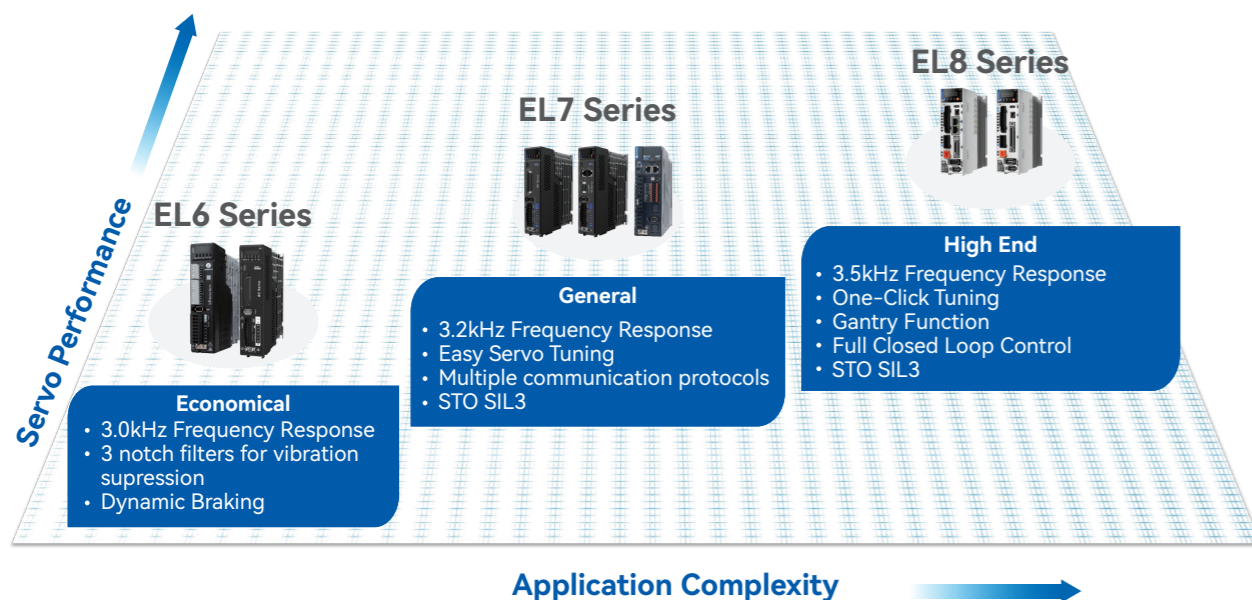 EL8 Series
EL7 Series
EL6 Series
Servo Performance
High End
• 3.5kHz Frequency Response
• One-Click Tuning
• Gantry Function
• Full Closed Loop Control
• STO SIL3
General
• 3.2kHz Frequency Response
• Easy Servo Tuning
• Multiple communication protocols
• STO SIL3
Economical
• 3.0kHz Frequency Response
• 3 notch filters for vibration
supression
• Dynamic Braking
Application Complexity